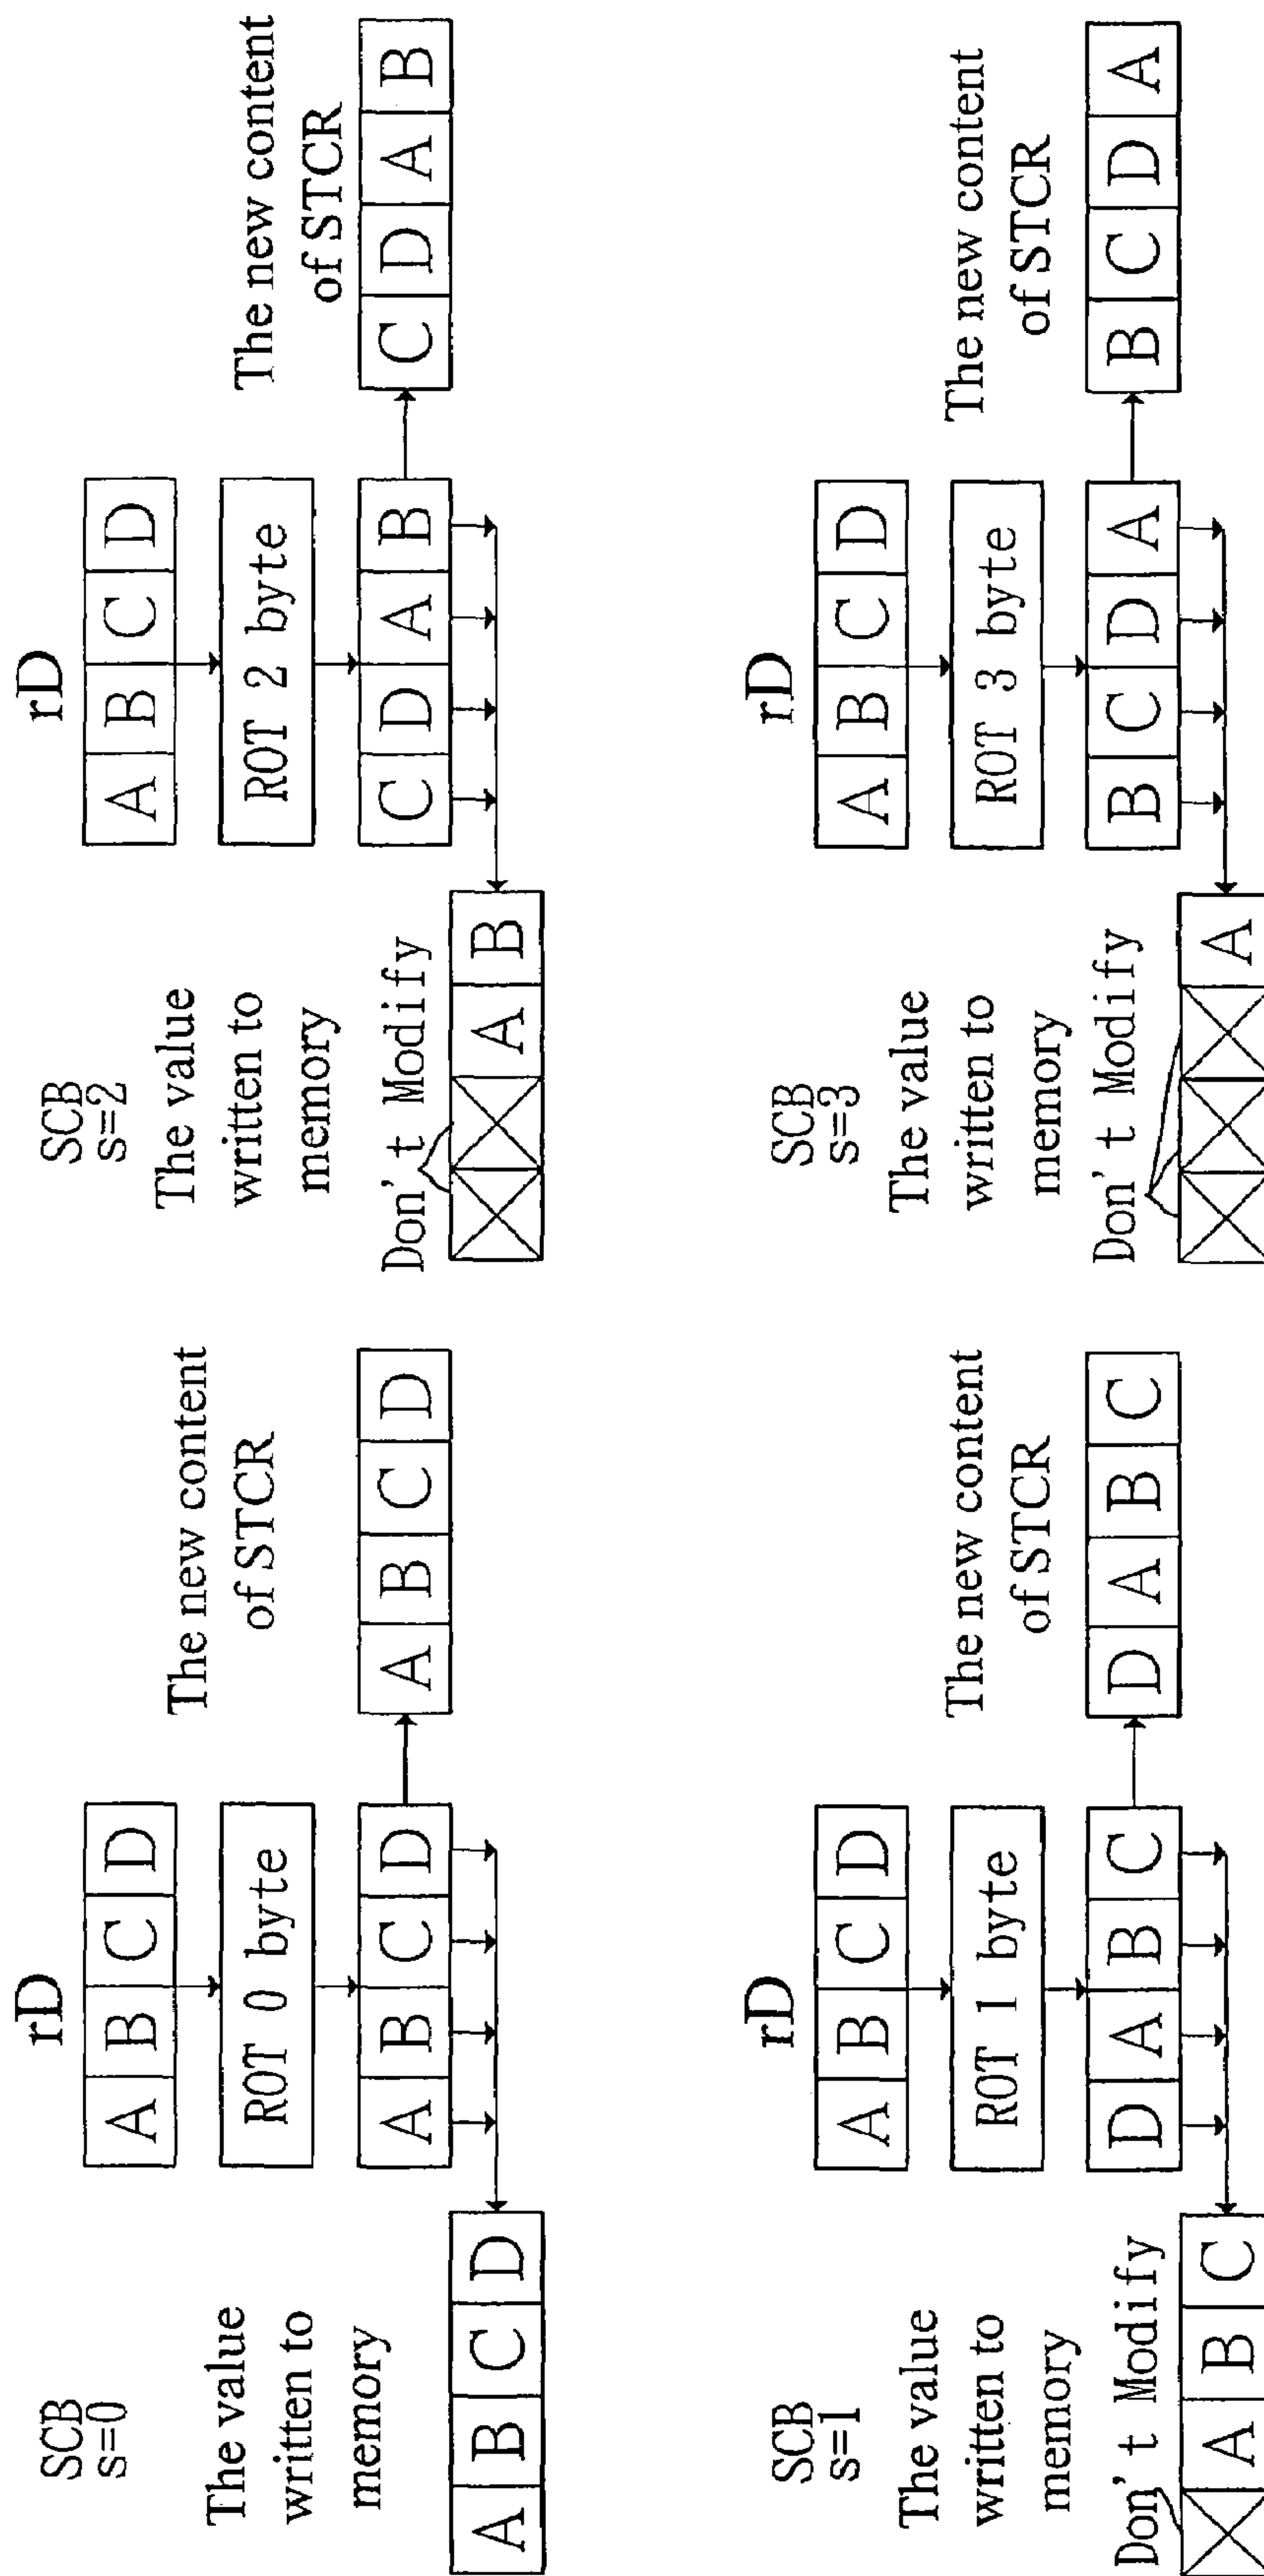 SCB
s=0
rD
A B C D
The value
written to
memory
ROT 0 byte
The new content
of STCR
A B C D
A B C D
A B C D
SCB
s=2
rD
A B C D
The value
written to
memory
ROT 2 byte
The new content
of STCR
Don't Modify
C D A B
C D A B
A B
SCB
s=1
rD
A B C D
The value
written to
memory
ROT 1 byte
The new content
of STCR
Don't Modify
D A B C
D A B C
A B C
SCB
s=3
rD
A B C D
The value
written to
memory
ROT 3 byte
The new content
of STCR
Don't Modify
B C D A
B C D A
A